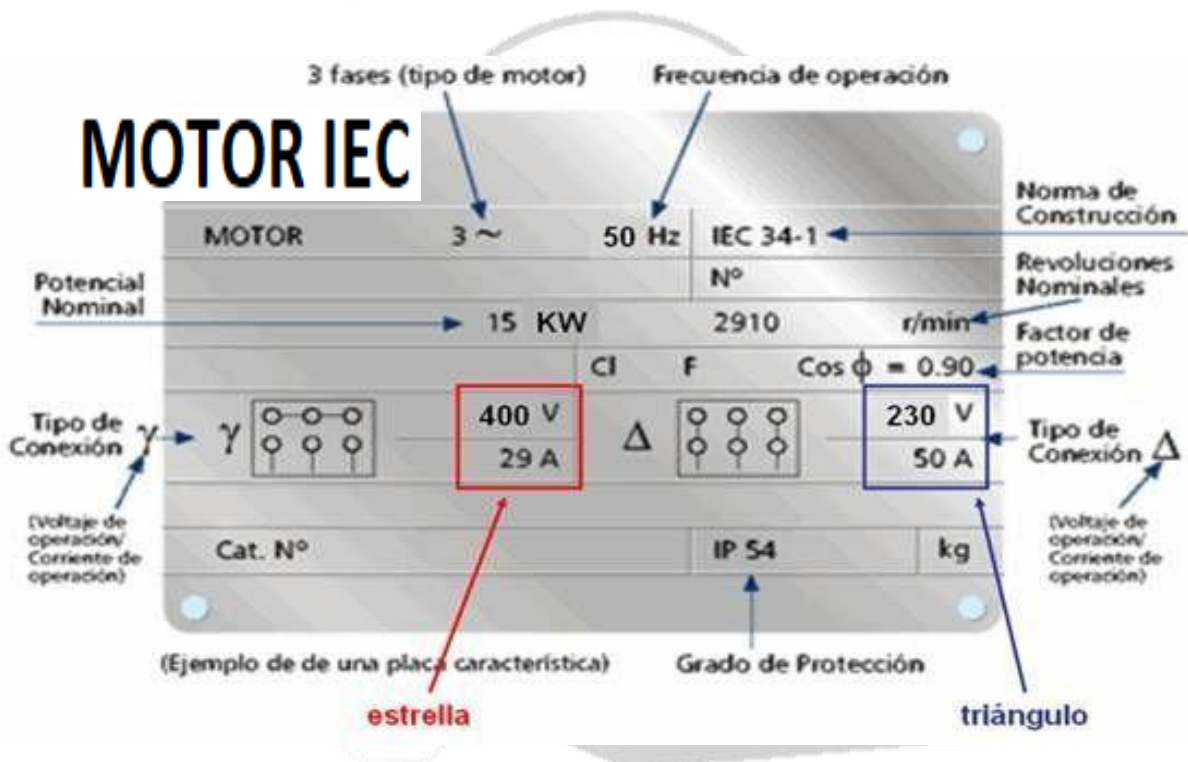 3 fases (tipo de motor)
Frecuencia de operación
MOTOR IEC
Norma de
Construcción
MOTOR 3 ~ 50 Hz IEC 34-1
Nº
Revoluciones
Nominales
Potencial
Nominal
15 KW 2910 r/min
Factor de
potencia
Cl F Cos ϕ = 0.90
Tipo de
Conexión γ
γ
400 V
29 A
Δ
230 V
50 A
Tipo de
Conexión Δ
(Voltaje de
operación/
Corriente de
operación)
(Voltaje de
operación/
Corriente de
operación)
Cat. Nº IP 54 kg
(Ejemplo de de una placa característica)
Grado de Protección
estrella
triángulo